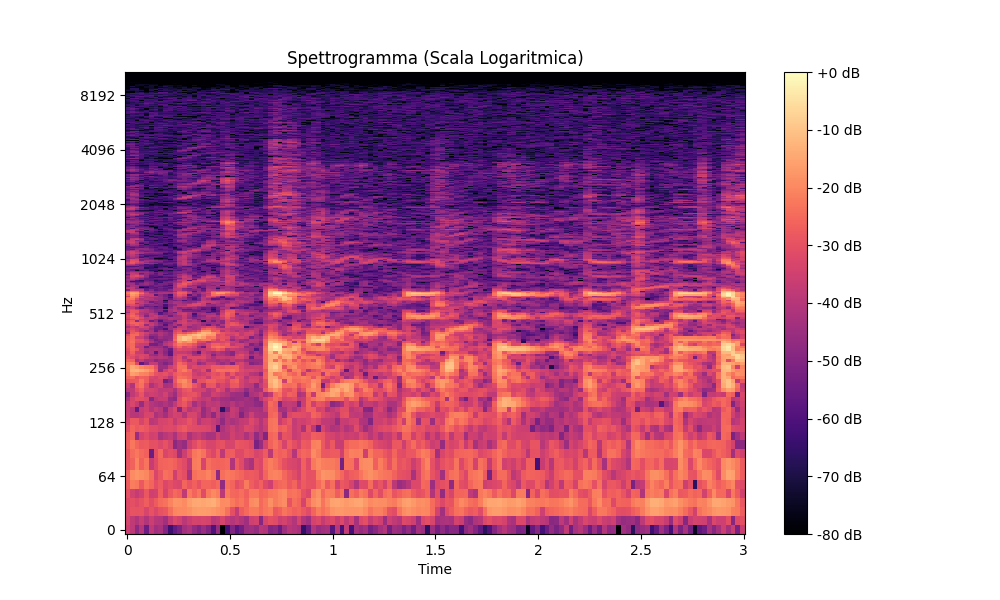 Spettrogramma (Scala Logaritmica)
Hz
8192
4096
2048
1024
512
256
128
64
0
0 0.5 1 1.5 2 2.5 3
Time
+0 dB
-10 dB
-20 dB
-30 dB
-40 dB
-50 dB
-60 dB
-70 dB
-80 dB